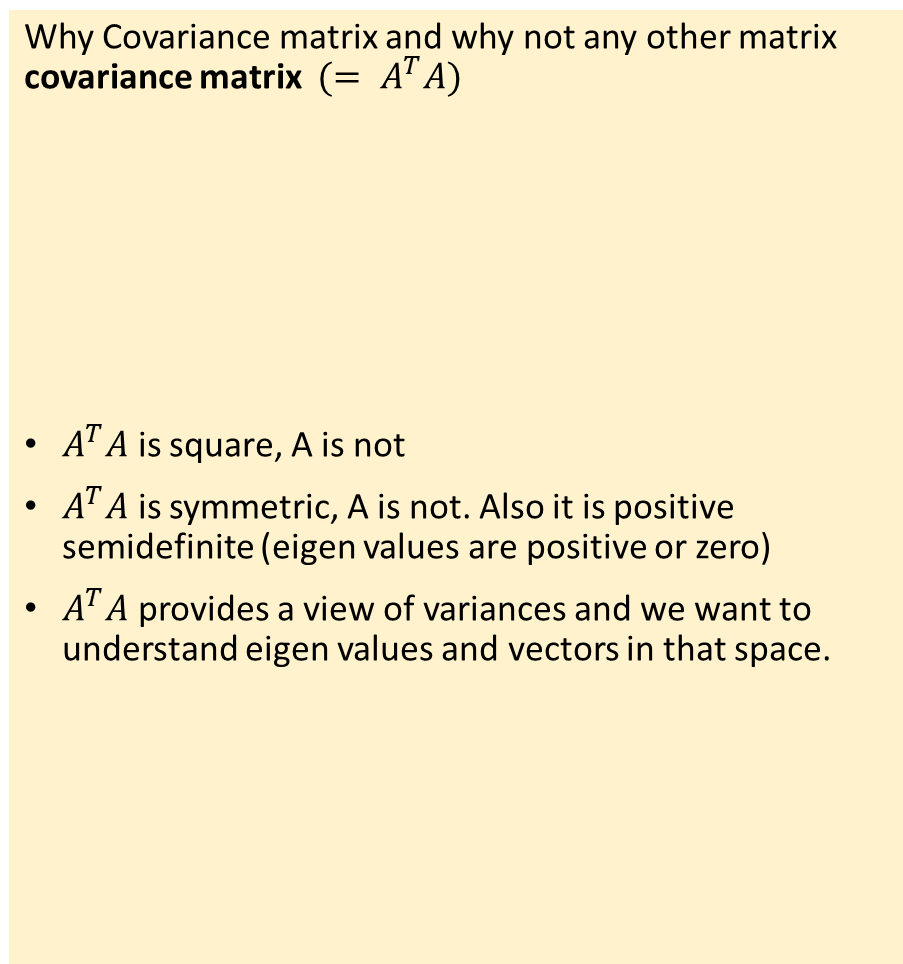 Why Covariance matrix and why not any other matrix
covariance matrix (= A^T A)
• A^T A is square, A is not
• A^T A is symmetric, A is not. Also it is positive
semidefinite (eigen values are positive or zero)
• A^T A provides a view of variances and we want to
understand eigen values and vectors in that space.